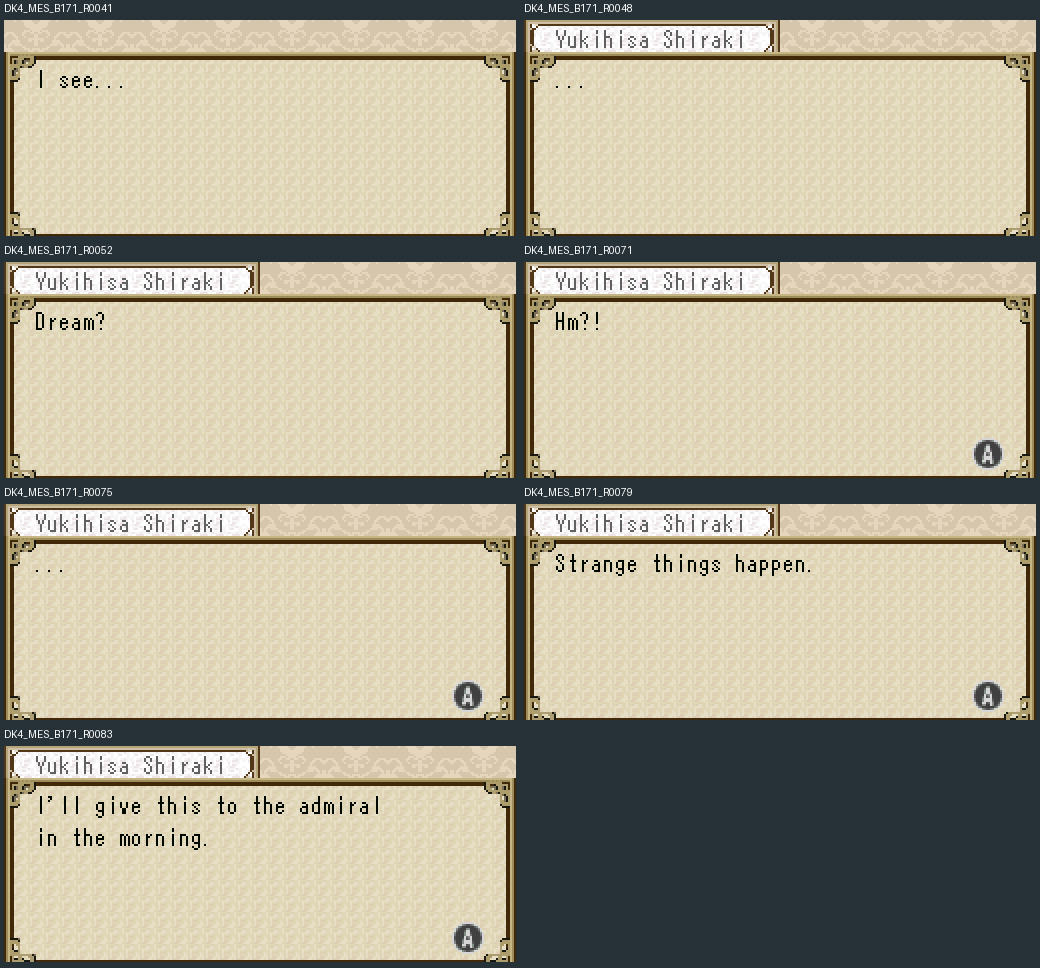 DK4_MES_B171_R0041
I see...
DK4_MES_B171_R0048
Yukihisa Shiraki
...
DK4_MES_B171_R0052
Yukihisa Shiraki
Dream?
DK4_MES_B171_R0071
Yukihisa Shiraki
Hm?!
A
DK4_MES_B171_R0075
Yukihisa Shiraki
...
A
DK4_MES_B171_R0079
Yukihisa Shiraki
Strange things happen.
A
DK4_MES_B171_R0083
Yukihisa Shiraki
I'll give this to the admiral
in the morning.
A